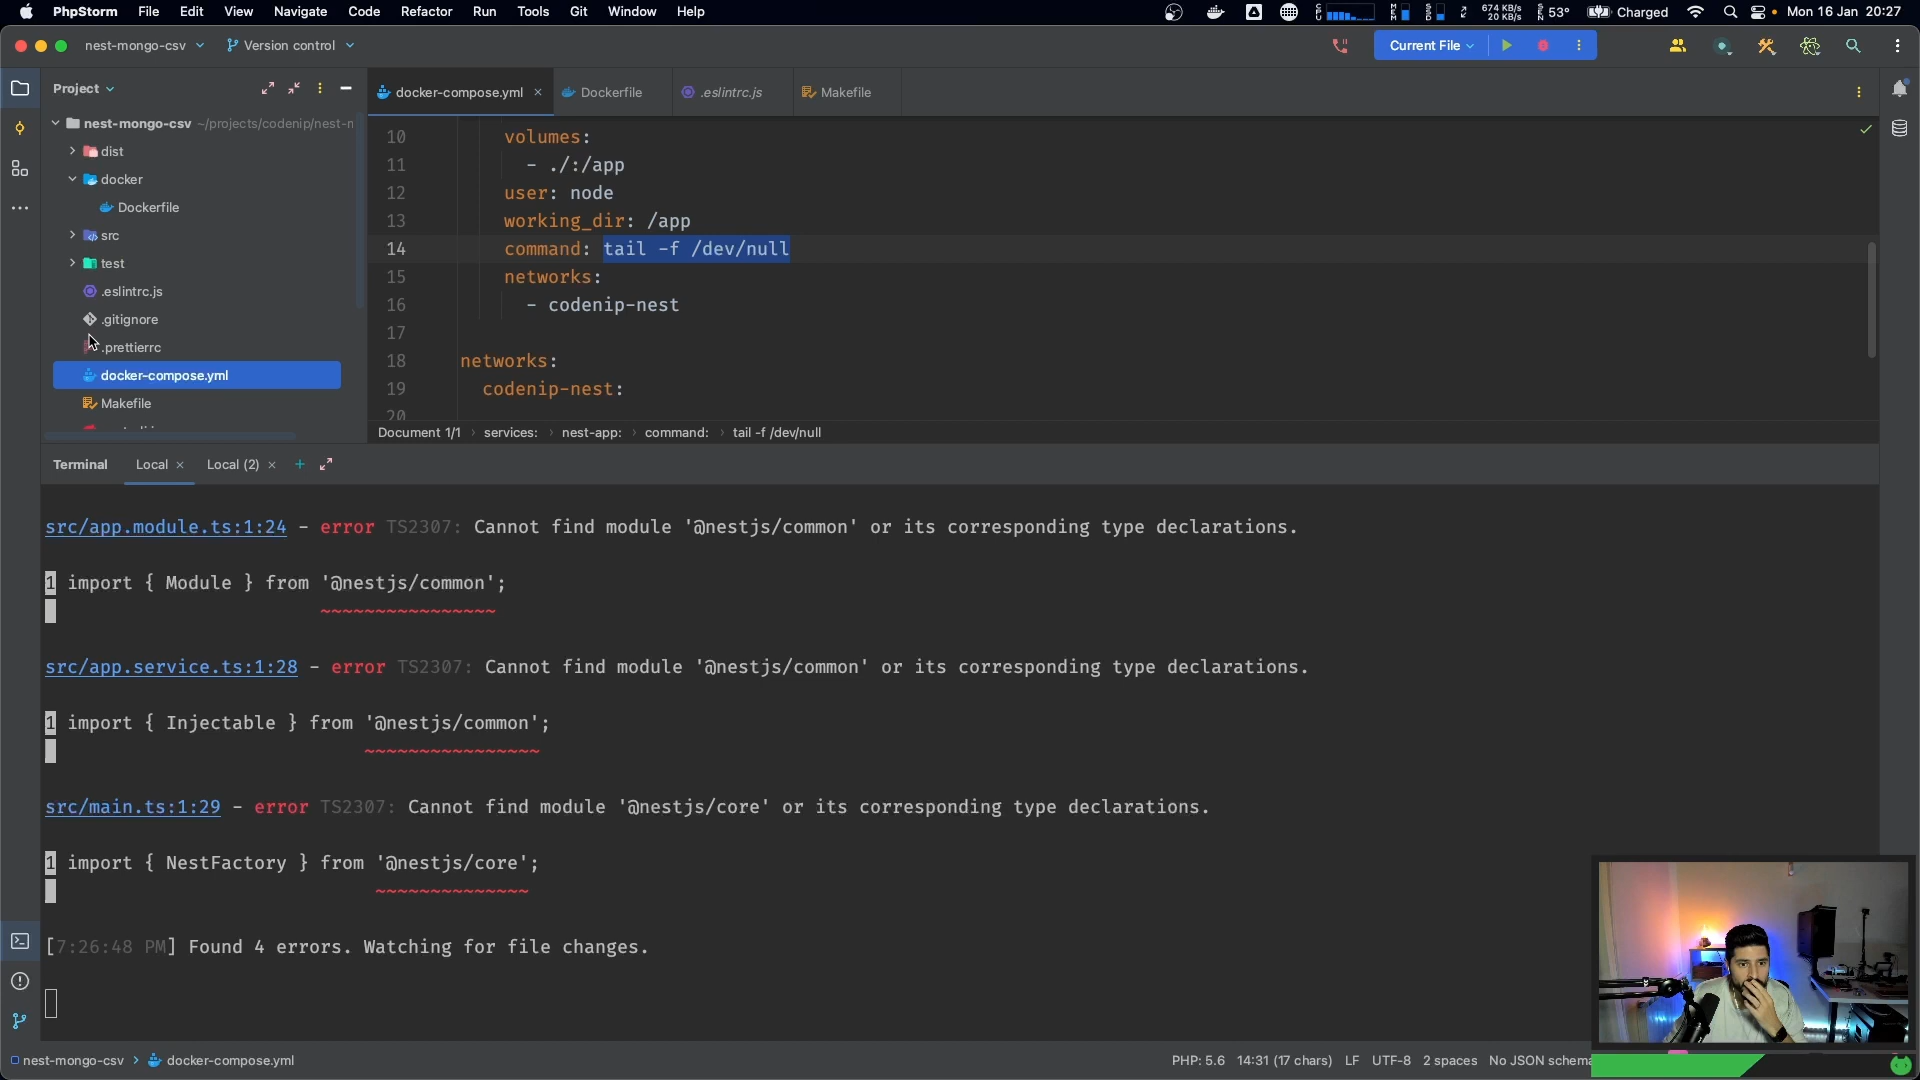 PhpStorm File Edit View Navigate Code Refactor Run Tools Git Window Help
674 KB/s
20 KB/s
53° Charged Mon 16 Jan 20:27
nest-mongo-csv Version control Current File
Project
docker-compose.yml Dockerfile .eslintrc.js Makefile
nest-mongo-csv ~/projects/codenip/nest-n
dist
docker
Dockerfile
src
test
.eslintrc.js
.gitignore
.prettierrc
docker-compose.yml
Makefile
10 volumes:
11 - ./:/app
12 user: node
13 working_dir: /app
14 command: tail -f /dev/null
15 networks:
16 - codenip-nest
17
18 networks:
19 codenip-nest:
20
Document 1/1 services: nest-app: command: tail -f /dev/null
Terminal Local Local (2)
src/app.module.ts:1:24 - error TS2307: Cannot find module '@nestjs/common' or its corresponding type declarations.
1 import { Module } from '@nestjs/common';
~~~~~~~~~~~~~~~~
src/app.service.ts:1:28 - error TS2307: Cannot find module '@nestjs/common' or its corresponding type declarations.
1 import { Injectable } from '@nestjs/common';
~~~~~~~~~~~~~~~~
src/main.ts:1:29 - error TS2307: Cannot find module '@nestjs/core' or its corresponding type declarations.
1 import { NestFactory } from '@nestjs/core';
~~~~~~~~~~~~~~
[7:26:48 PM] Found 4 errors. Watching for file changes.
nest-mongo-csv docker-compose.yml PHP: 5.6 14:31 (17 chars) LF UTF-8 2 spaces No JSON schema